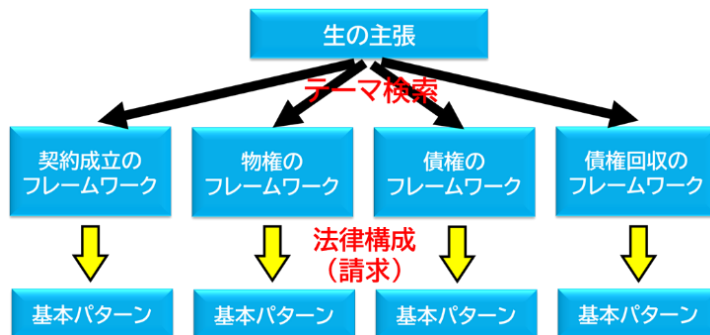 生の主張
テーマ検索
契約成立の
フレームワーク
物権の
フレームワーク
債権の
フレームワーク
債権回収の
フレームワーク
法律構成
（請求）
基本パターン
基本パターン
基本パターン
基本パターン